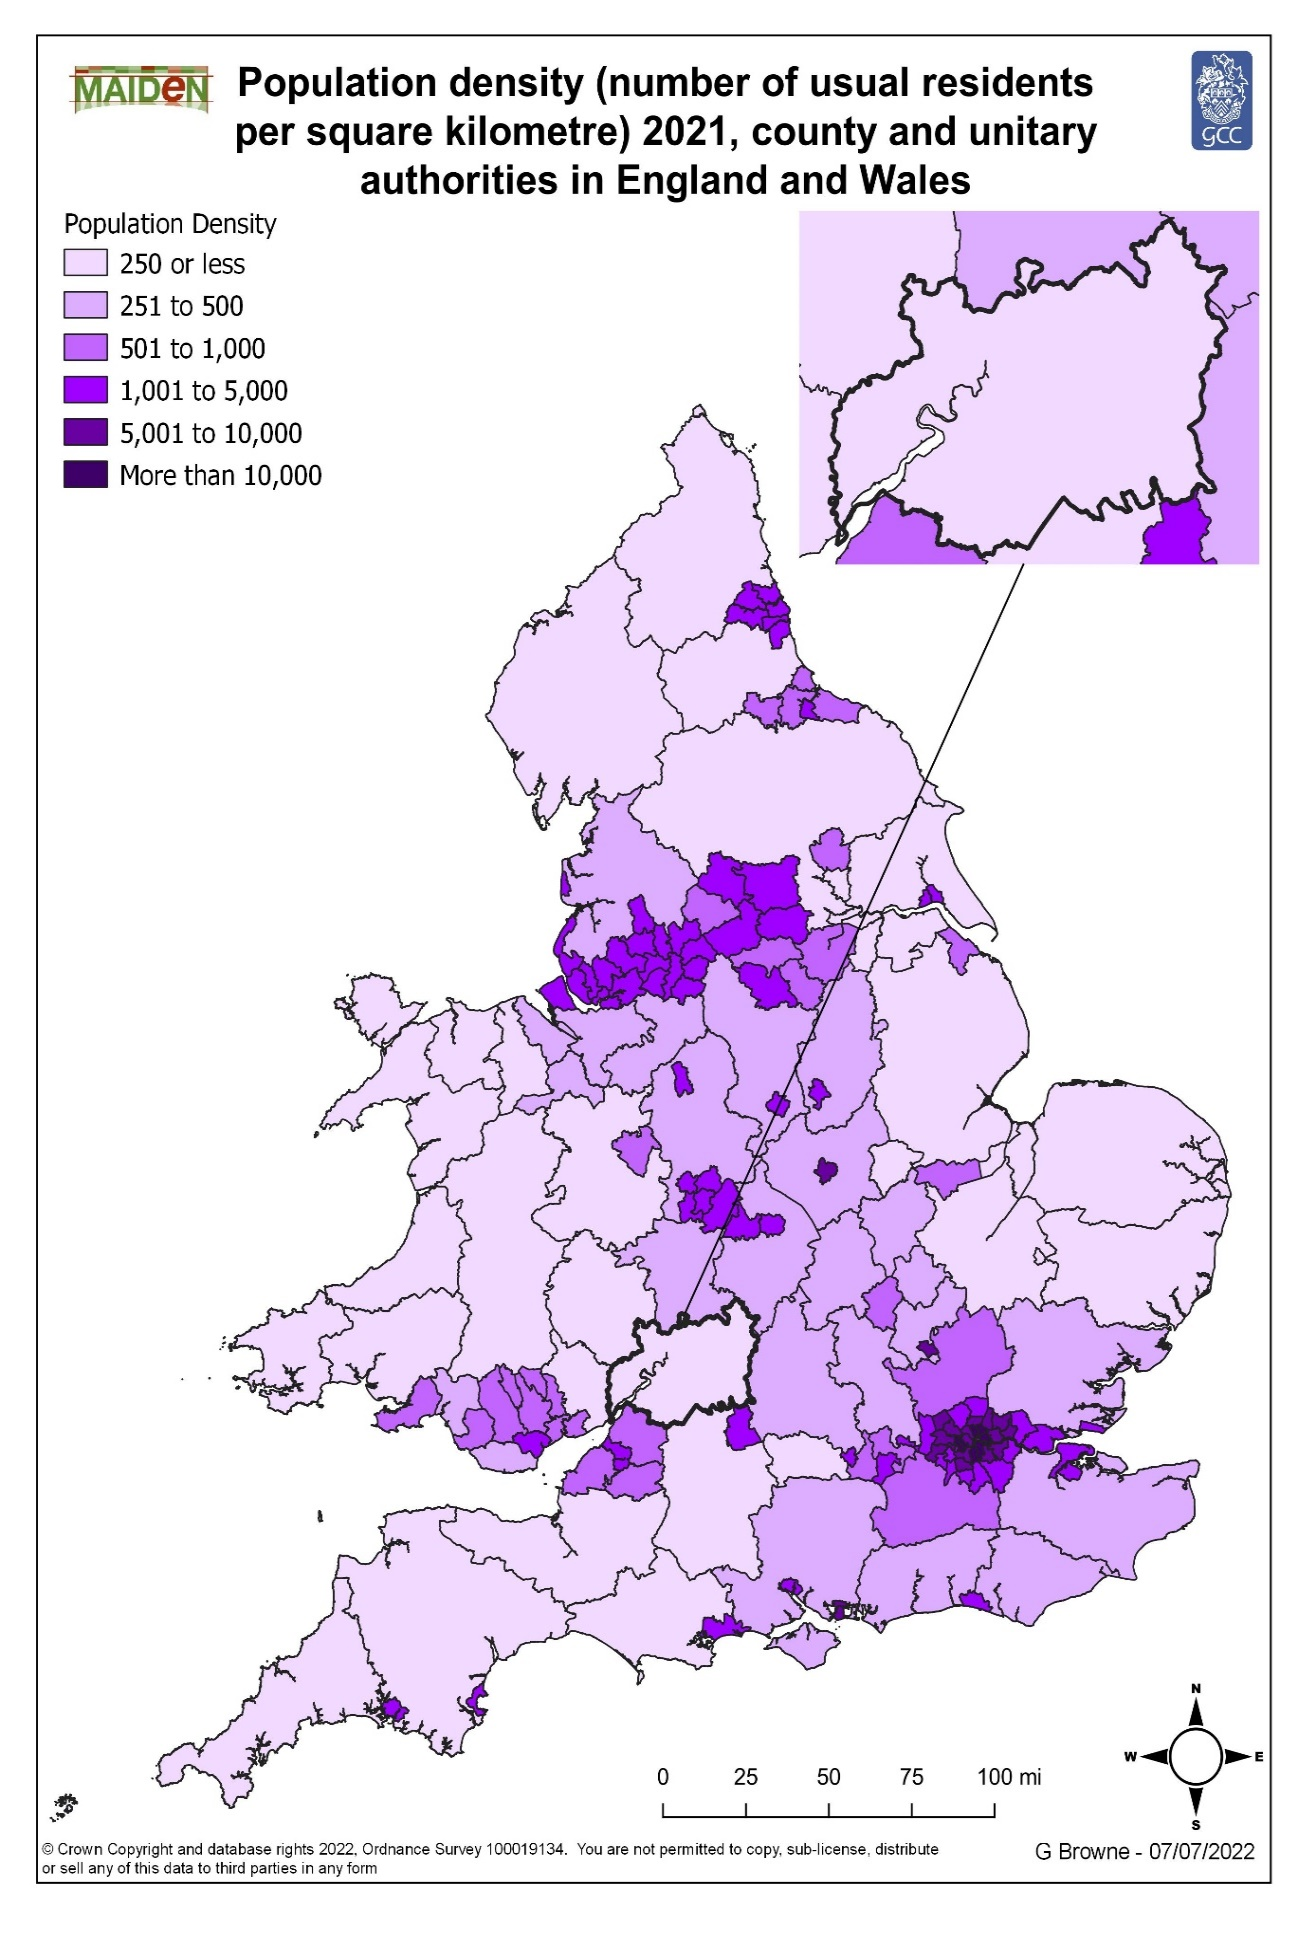 MAIDeN
Population density (number of usual residents
per square kilometre) 2021, county and unitary
authorities in England and Wales
GCC
Population Density
250 or less
251 to 500
501 to 1,000
1,001 to 5,000
5,001 to 10,000
More than 10,000
N
W
E
S
0 25 50 75 100 mi
© Crown Copyright and database rights 2022, Ordnance Survey 100019134. You are not permitted to copy, sub-license, distribute
or sell any of this data to third parties in any form
G Browne - 07/07/2022